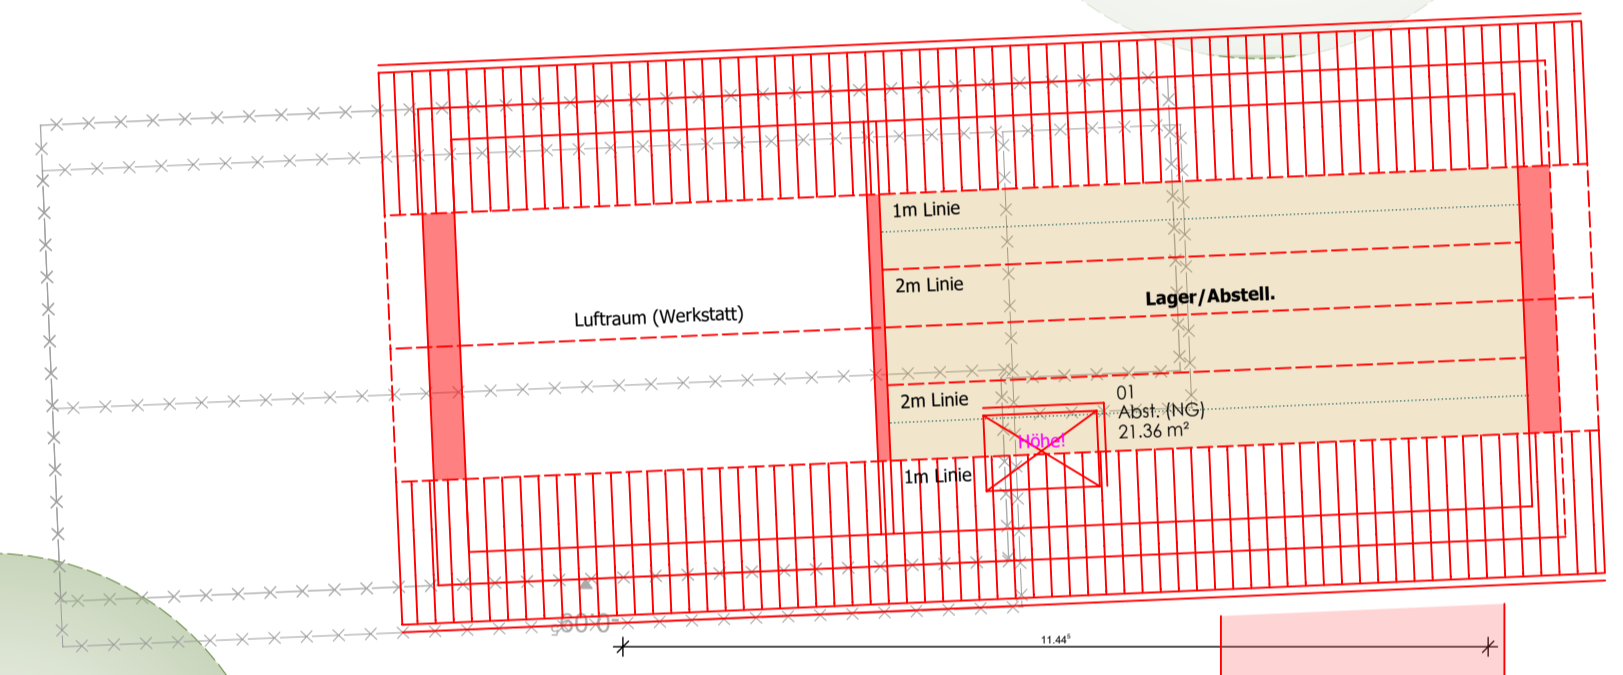 1m Linie
2m Linie
Lager/Abstell.
Luftraum (Werkstatt)
2m Linie
01
Abst. (NG)
21.36 m²
Höhe!
1m Linie
11.44⁵